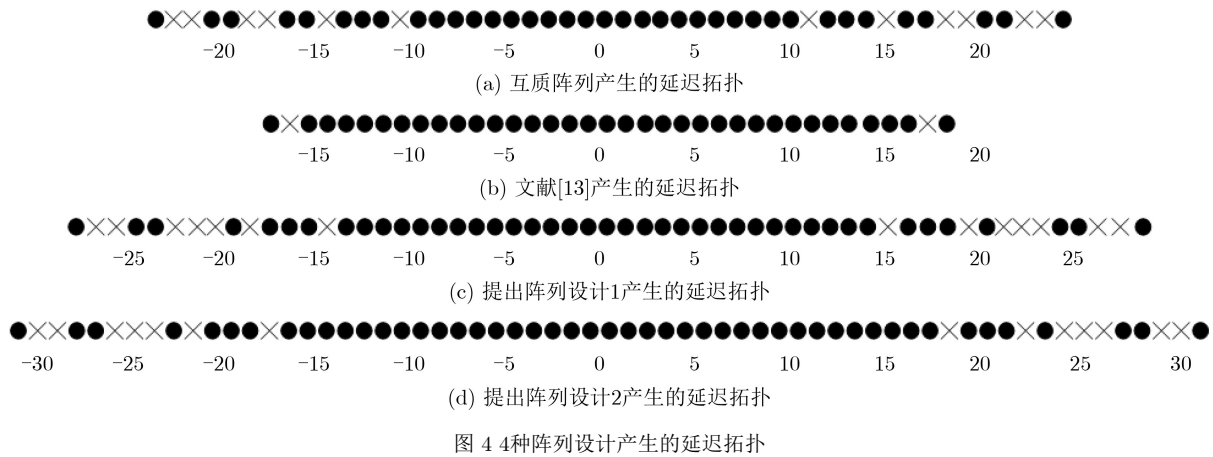 −20 −15 −10 −5 0 5 10 15 20
(a) 互质阵列产生的延迟拓扑
−15 −10 −5 0 5 10 15 20
(b) 文献[13]产生的延迟拓扑
−25 −20 −15 −10 −5 0 5 10 15 20 25
(c) 提出阵列设计1产生的延迟拓扑
−30 −25 −20 −15 −10 −5 0 5 10 15 20 25 30
(d) 提出阵列设计2产生的延迟拓扑
图 4 4种阵列设计产生的延迟拓扑